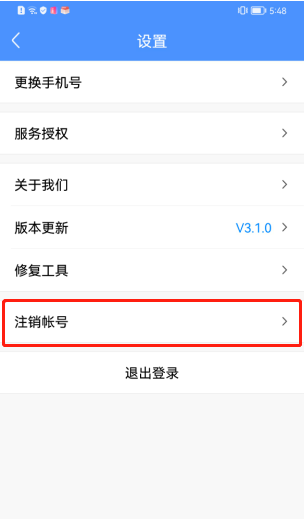 5:48
设置
更换手机号
服务授权
关于我们
版本更新 V3.1.0
修复工具
注销帐号
退出登录